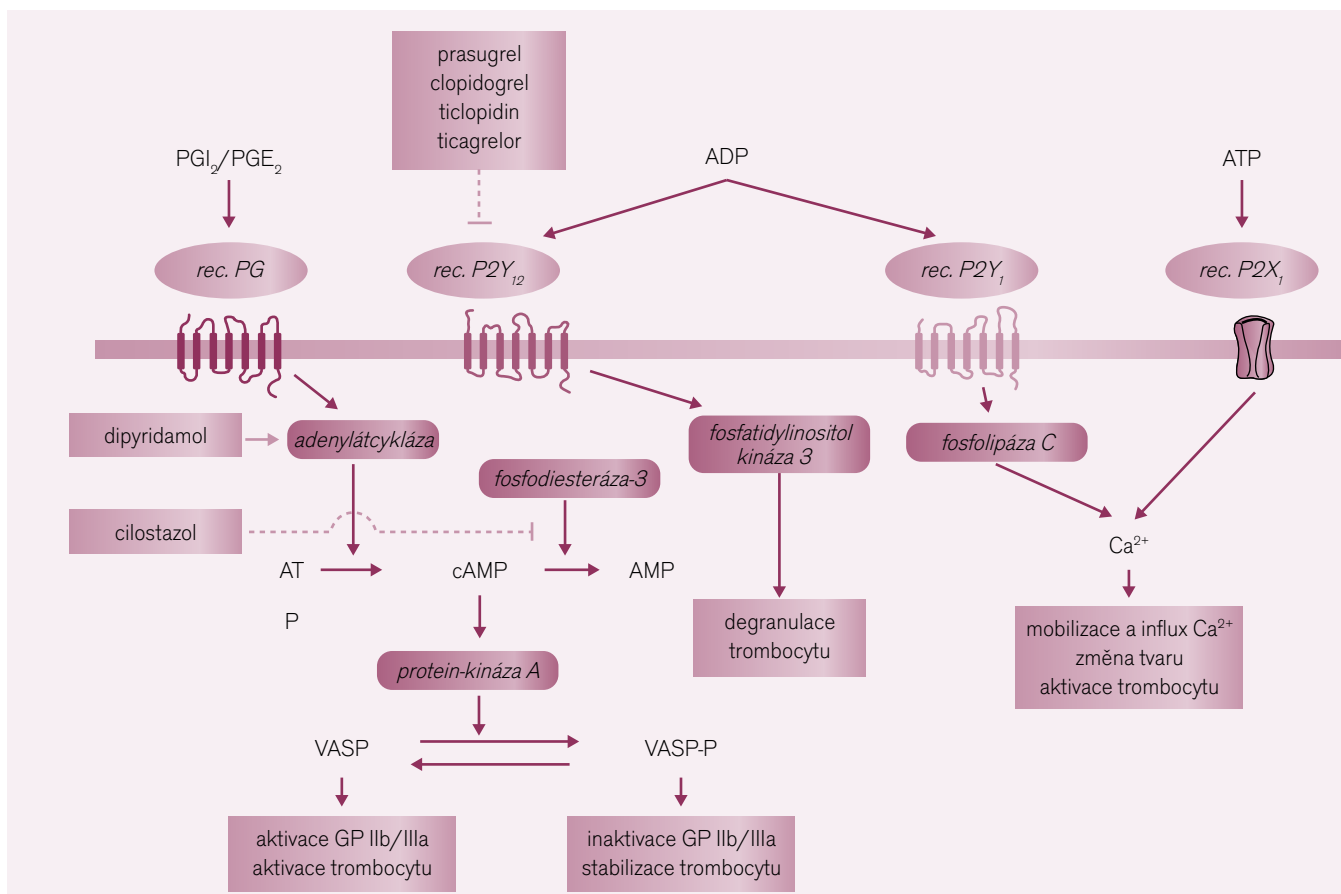 prasugrel
clopidogrel
ticlopidin
ticagrelor
PGI₂/PGE₂
ADP
ATP
rec. PG
rec. P2Y₁₂
rec. P2Y₁
rec. P2X₁
dipyridamol
adenylátcykláza
fosfatidylinositol
kináza 3
fosfolipáza C
fosfodiesteráza-3
cilostazol
AT
P
cAMP
AMP
Ca²⁺
degranulace
trombocytu
mobilizace a influx Ca²⁺
změna tvaru
aktivace trombocytu
protein-kináza A
VASP
VASP-P
aktivace GP IIb/IIIa
aktivace trombocytu
inaktivace GP IIb/IIIa
stabilizace trombocytu